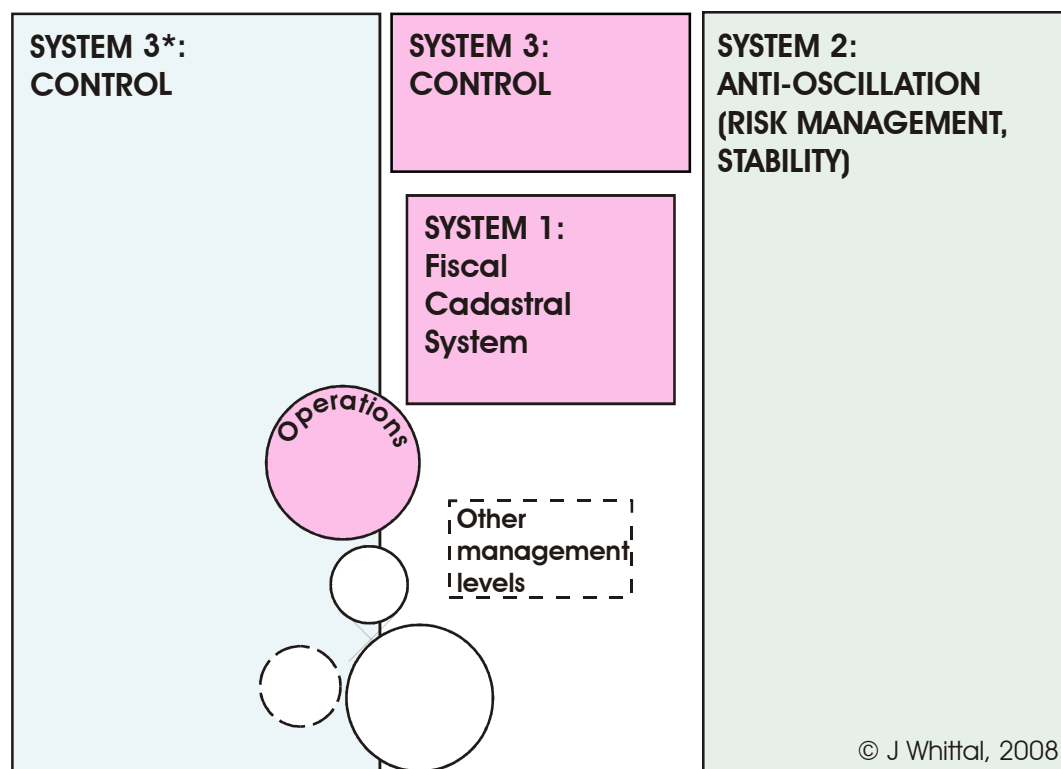 SYSTEM 3*:
CONTROL
SYSTEM 3:
CONTROL
SYSTEM 2:
ANTI-OSCILLATION
(RISK MANAGEMENT,
STABILITY)
SYSTEM 1:
Fiscal
Cadastral
System
Operations
Other
management
levels
© J Whittal, 2008